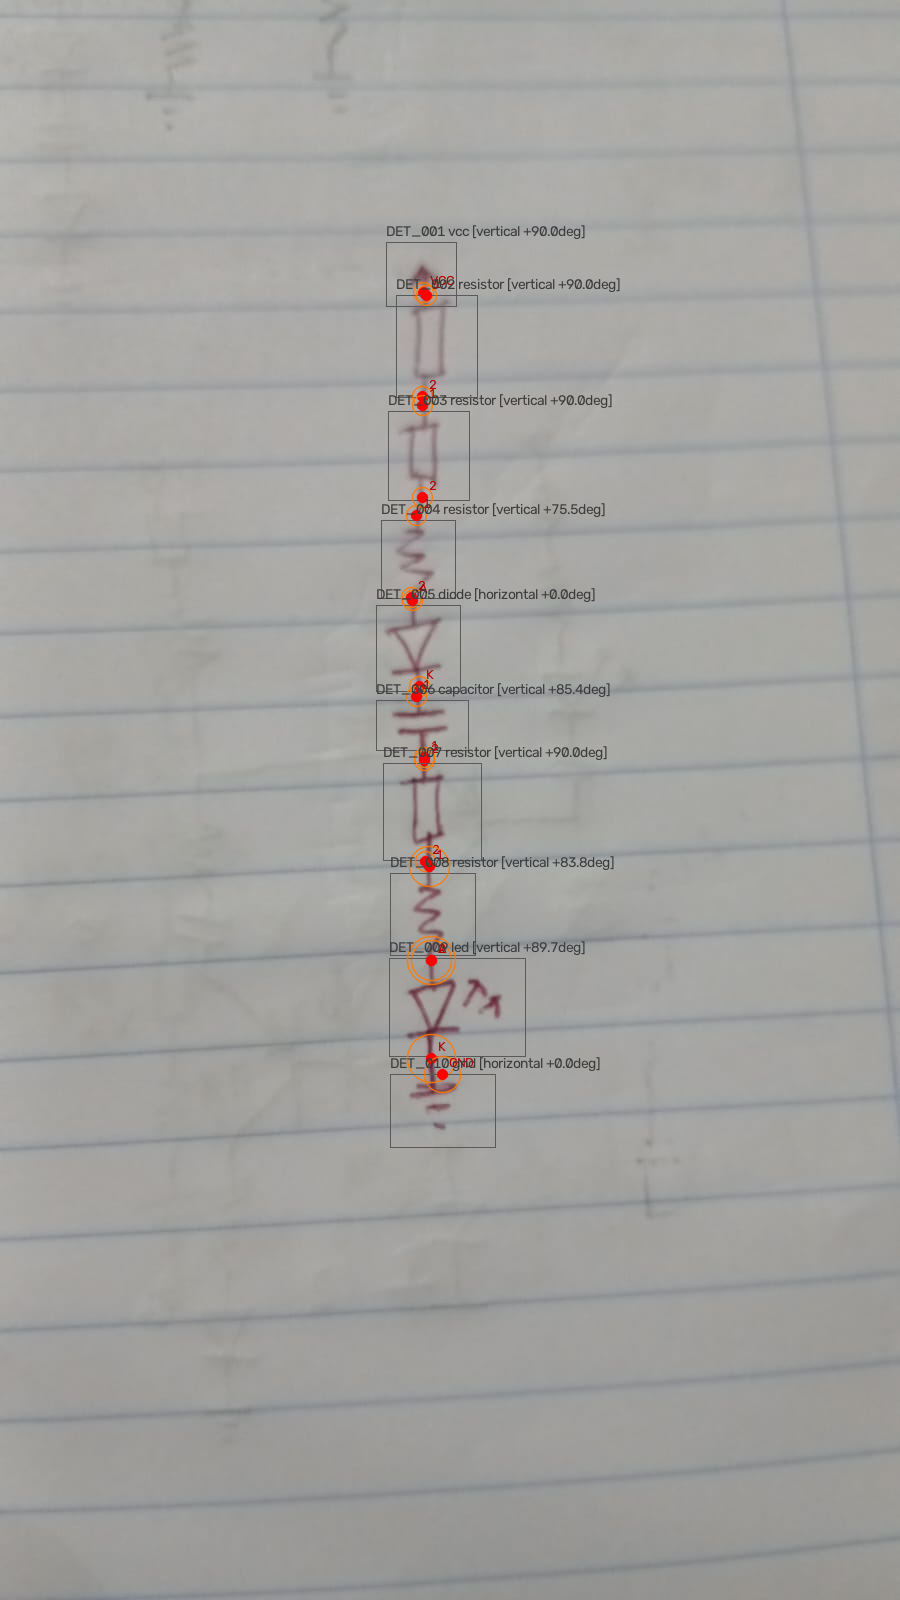 DET_001 vcc [vertical +90.0deg]
VCC
DET_002 resistor [vertical +90.0deg]
2
DET_003 resistor [vertical +90.0deg]
2
DET_004 resistor [vertical +75.5deg]
2
DET_005 diode [horizontal +0.0deg]
K
DET_006 capacitor [vertical +85.4deg]
DET_007 resistor [vertical +90.0deg]
2
DET_008 resistor [vertical +83.8deg]
DET_009 led [vertical +89.7deg]
K
DET_010 gnd [horizontal +0.0deg]
GND